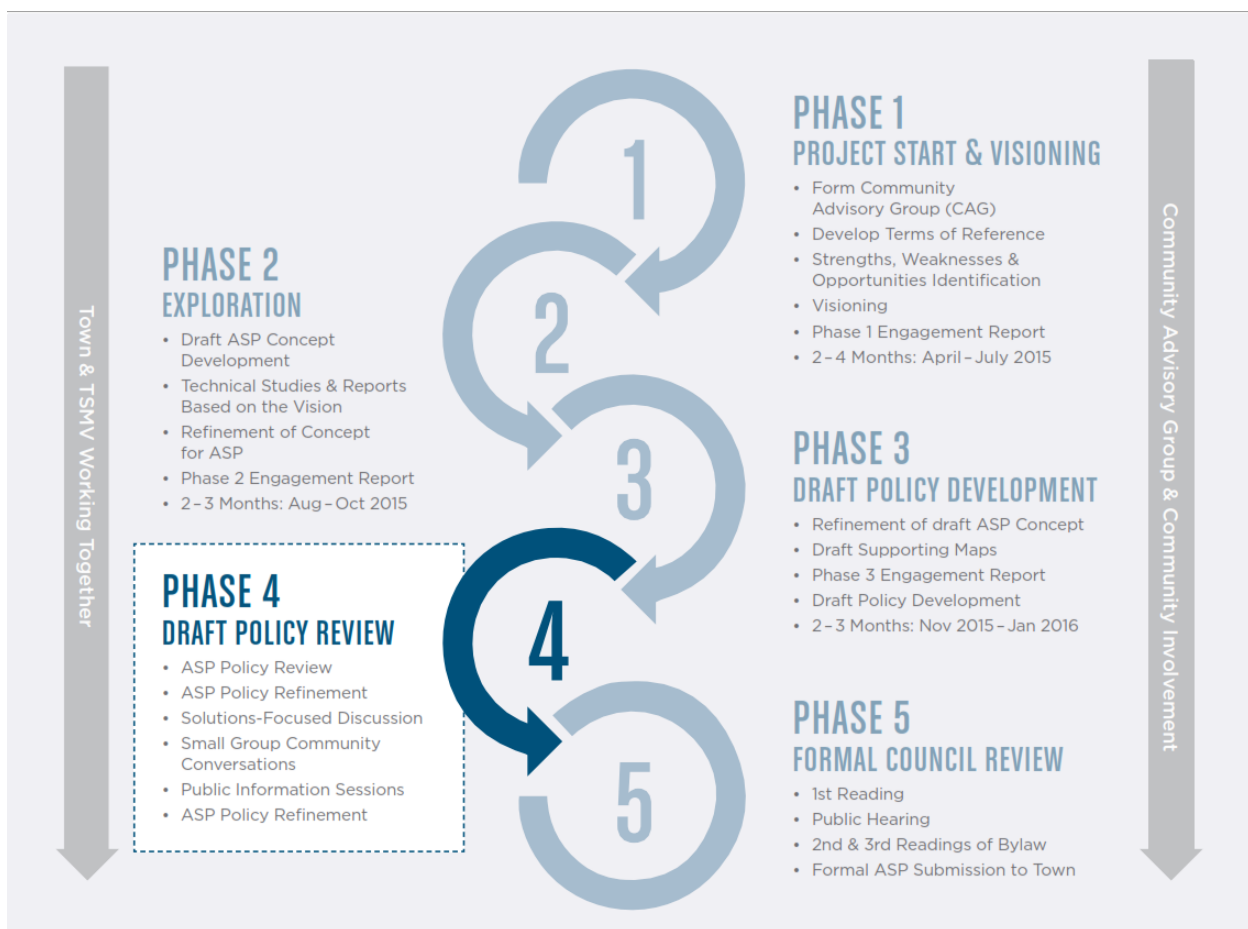 Town & TSMV Working Together
1
PHASE 1
PROJECT START & VISIONING
• Form Community
Advisory Group (CAG)
• Develop Terms of Reference
• Strengths, Weaknesses &
Opportunities Identification
• Visioning
• Phase 1 Engagement Report
• 2–4 Months: April–July 2015
2
PHASE 2
EXPLORATION
• Draft ASP Concept
Development
• Technical Studies & Reports
Based on the Vision
• Refinement of Concept
for ASP
• Phase 2 Engagement Report
• 2–3 Months: Aug–Oct 2015
3
PHASE 3
DRAFT POLICY DEVELOPMENT
• Refinement of draft ASP Concept
• Draft Supporting Maps
• Phase 3 Engagement Report
• Draft Policy Development
• 2–3 Months: Nov 2015–Jan 2016
4
PHASE 4
DRAFT POLICY REVIEW
• ASP Policy Review
• ASP Policy Refinement
• Solutions-Focused Discussion
• Small Group Community
Conversations
• Public Information Sessions
• ASP Policy Refinement
5
PHASE 5
FORMAL COUNCIL REVIEW
• 1st Reading
• Public Hearing
• 2nd & 3rd Readings of Bylaw
• Formal ASP Submission to Town
Community Advisory Group & Community Involvement